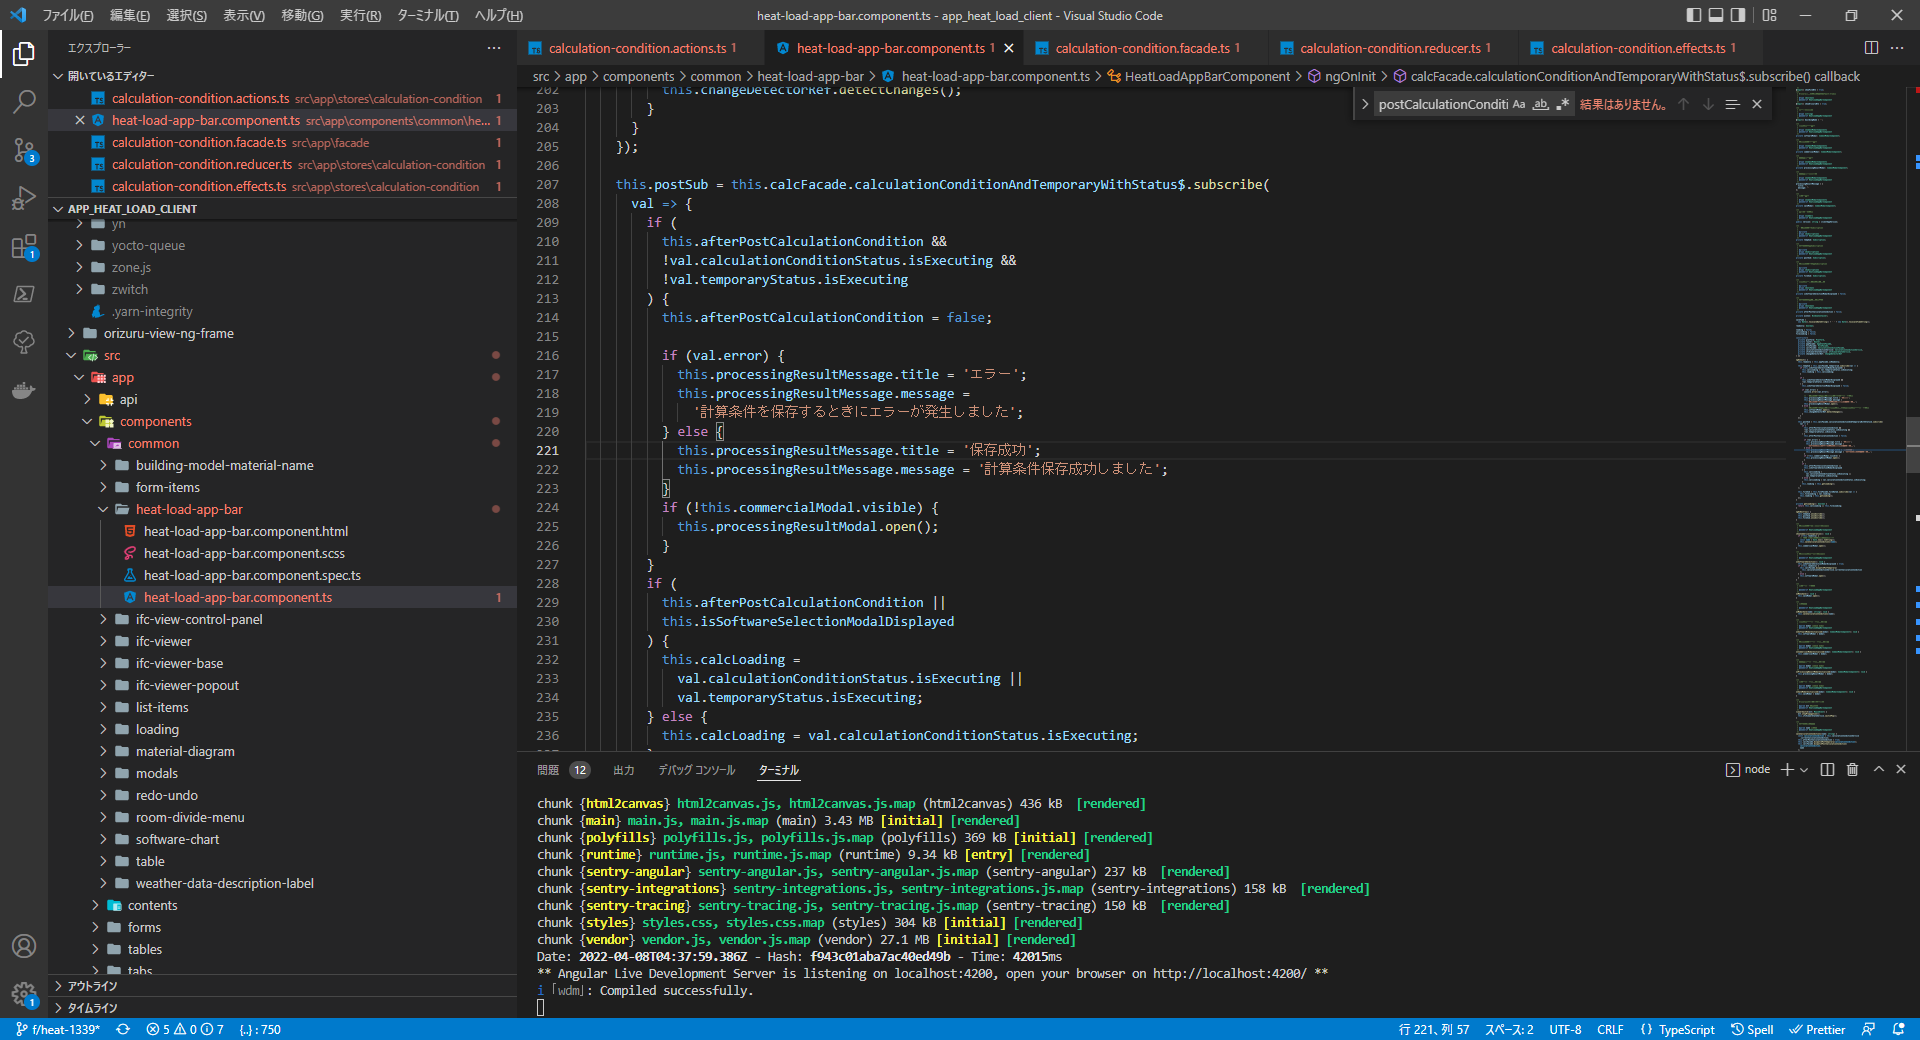 ファイル(F) 編集(E) 選択(S) 表示(V) 移動(G) 実行(R) ターミナル(T) ヘルプ(H)
heat-load-app-bar.component.ts - app_heat_load_client - Visual Studio Code
エクスプローラー
calculation-condition.actions.ts 1
heat-load-app-bar.component.ts 1
calculation-condition.facade.ts 1
calculation-condition.reducer.ts 1
calculation-condition.effects.ts 1
src > app > components > common > heat-load-app-bar > heat-load-app-bar.component.ts > HeatLoadAppBarComponent > ngOnInit > calcFacade.calculationConditionAndTemporaryWithStatus$.subscribe() callback
開いているエディター
calculation-condition.actions.ts src\app\stores\calculation-condition 1
heat-load-app-bar.component.ts src\app\components\common\he... 1
calculation-condition.facade.ts src\app\facade 1
calculation-condition.reducer.ts src\app\stores\calculation-condition 1
calculation-condition.effects.ts src\app\stores\calculation-condition 1
APP_HEAT_LOAD_CLIENT
yn
yocto-queue
zone.js
zwitch
.yarn-integrity
orizuru-view-ng-frame
src
app
api
components
common
building-model-material-name
form-items
heat-load-app-bar
heat-load-app-bar.component.html
heat-load-app-bar.component.scss
heat-load-app-bar.component.spec.ts
heat-load-app-bar.component.ts 1
ifc-view-control-panel
ifc-viewer
ifc-viewer-base
ifc-viewer-popout
list-items
loading
material-diagram
modals
redo-undo
room-divide-menu
software-chart
table
weather-data-description-label
contents
forms
tables
tabs
アウトライン
タイムライン
3
1
1
postCalculationConditi Aa ab .* 結果はありません。
202 this.changeDetectorRef.detectChanges();
203 }
204 }
205 });
206
207 this.postSub = this.calcFacade.calculationConditionAndTemporaryWithStatus$.subscribe(
208 val => {
209 if (
210 this.afterPostCalculationCondition &&
211 !val.calculationConditionStatus.isExecuting &&
212 !val.temporaryStatus.isExecuting
213 ) {
214 this.afterPostCalculationCondition = false;
215
216 if (val.error) {
217 this.processingResultMessage.title = 'エラー';
218 this.processingResultMessage.message =
219 '計算条件を保存するときにエラーが発生しました';
220 } else {
221 this.processingResultMessage.title = '保存成功';
222 this.processingResultMessage.message = '計算条件保存成功しました';
223 }
224 if (!this.commercialModal.visible) {
225 this.processingResultModal.open();
226 }
227 }
228 if (
229 this.afterPostCalculationCondition ||
230 this.isSoftwareSelectionModalDisplayed
231 ) {
232 this.calcLoading =
233 val.calculationConditionStatus.isExecuting ||
234 val.temporaryStatus.isExecuting;
235 } else {
236 this.calcLoading = val.calculationConditionStatus.isExecuting;
問題 12 出力 デバッグ コンソール ターミナル
node
chunk {html2canvas} html2canvas.js, html2canvas.js.map (html2canvas) 436 kB [rendered]
chunk {main} main.js, main.js.map (main) 3.43 MB [initial] [rendered]
chunk {polyfills} polyfills.js, polyfills.js.map (polyfills) 369 kB [initial] [rendered]
chunk {runtime} runtime.js, runtime.js.map (runtime) 9.34 kB [entry] [rendered]
chunk {sentry-angular} sentry-angular.js, sentry-angular.js.map (sentry-angular) 237 kB [rendered]
chunk {sentry-integrations} sentry-integrations.js, sentry-integrations.js.map (sentry-integrations) 158 kB [rendered]
chunk {sentry-tracing} sentry-tracing.js, sentry-tracing.js.map (sentry-tracing) 150 kB [rendered]
chunk {styles} styles.css, styles.css.map (styles) 304 kB [initial] [rendered]
chunk {vendor} vendor.js, vendor.js.map (vendor) 27.1 MB [initial] [rendered]
Date: 2022-04-08T04:37:59.386Z - Hash: f943c01aba7ac40ed49b - Time: 42015ms
** Angular Live Development Server is listening on localhost:4200, open your browser on http://localhost:4200/ **
i ｢wdm｣: Compiled successfully.
f/heat-1339* 5 0 7 {..} : 750
行 221、列 57 スペース: 2 UTF-8 CRLF {} TypeScript Spell Prettier